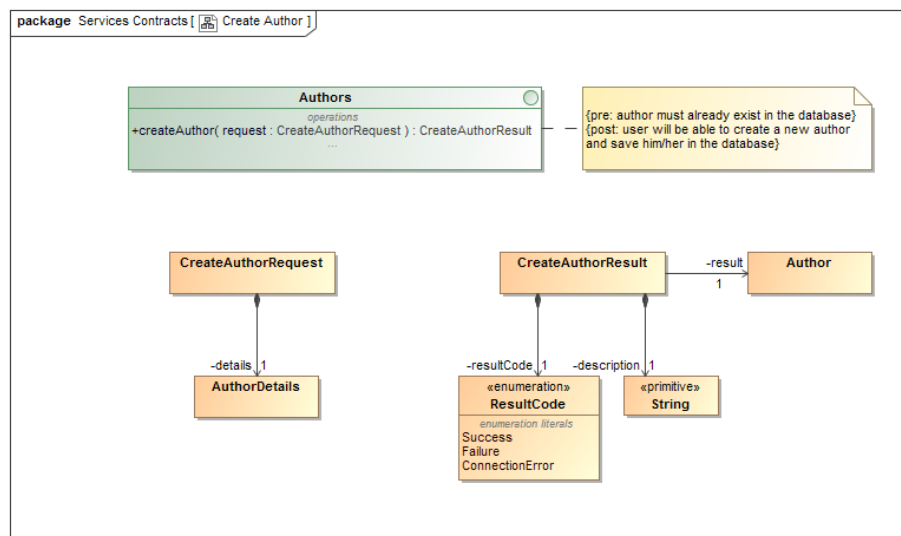 package Services Contracts [ Create Author ]
Authors
operations
+createAuthor( request : CreateAuthorRequest ) : CreateAuthorResult
...
{pre: author must already exist in the database}
{post: user will be able to create a new author
and save him/her in the database}
CreateAuthorRequest
CreateAuthorResult
-result
1
Author
-details 1
AuthorDetails
-resultCode 1
-description 1
«enumeration»
ResultCode
enumeration literals
Success
Failure
ConnectionError
«primitive»
String